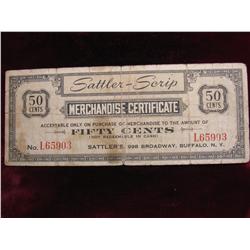 Sattler-Scrip
50 CENTS
50 CENTS
MERCHANDISE CERTIFICATE
ACCEPTABLE ONLY ON PURCHASE OF MERCHANDISE TO THE AMOUNT OF
FIFTY CENTS
(NOT REDEEMABLE IN CASH)
No. L65903
L65903
SATTLER'S, 998 BROADWAY, BUFFALO, N. Y.